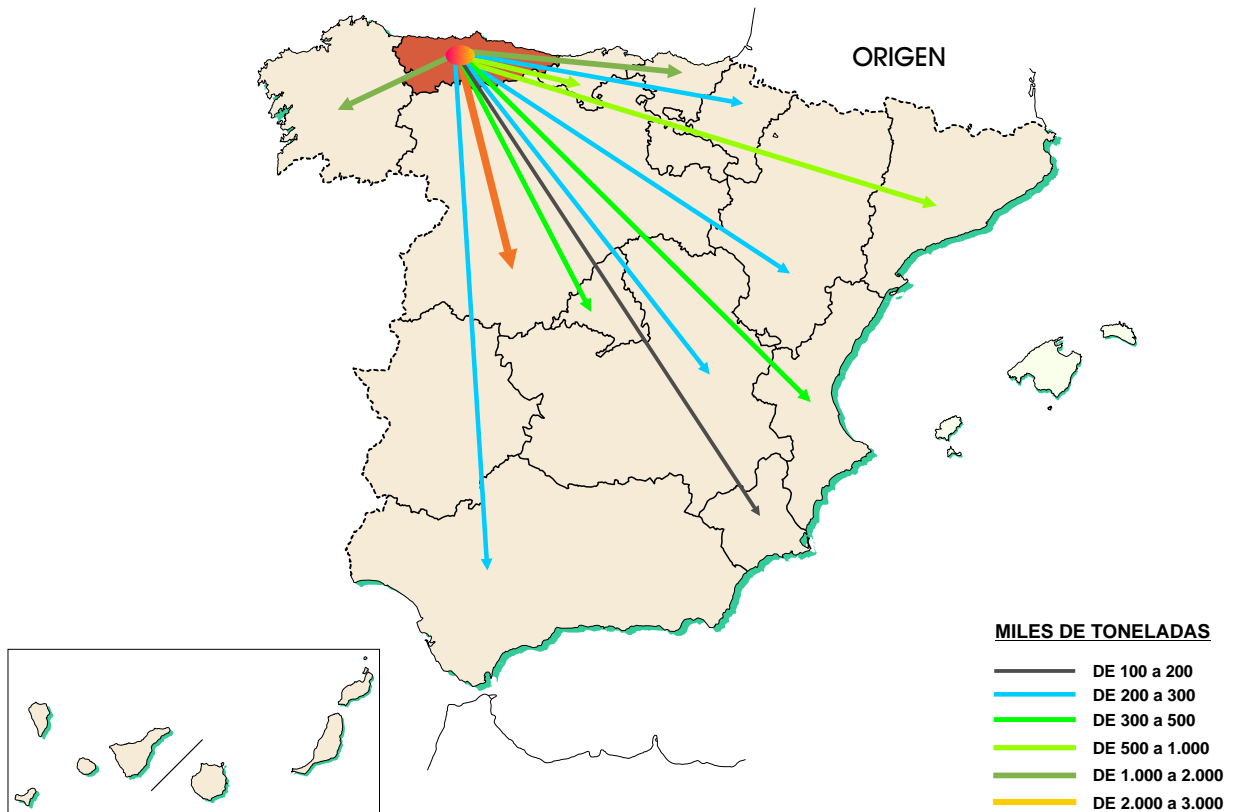 ORIGEN
MILES DE TONELADAS
DE 100 a 200
DE 200 a 300
DE 300 a 500
DE 500 a 1.000
DE 1.000 a 2.000
DE 2.000 a 3.000